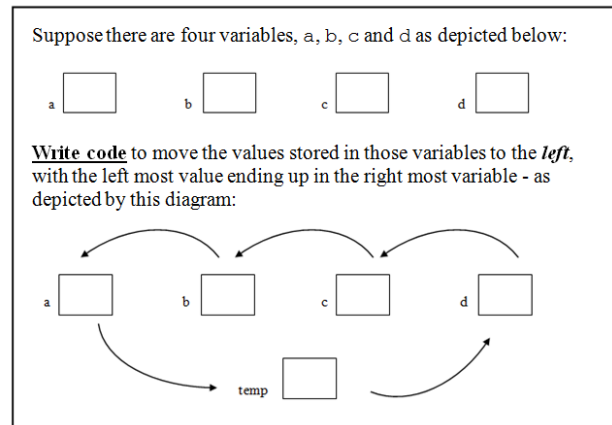 Suppose there are four variables, a, b, c and d as depicted below:
a b c d
Write code to move the values stored in those variables to the left,
with the left most value ending up in the right most variable - as
depicted by this diagram:
a b c d
temp